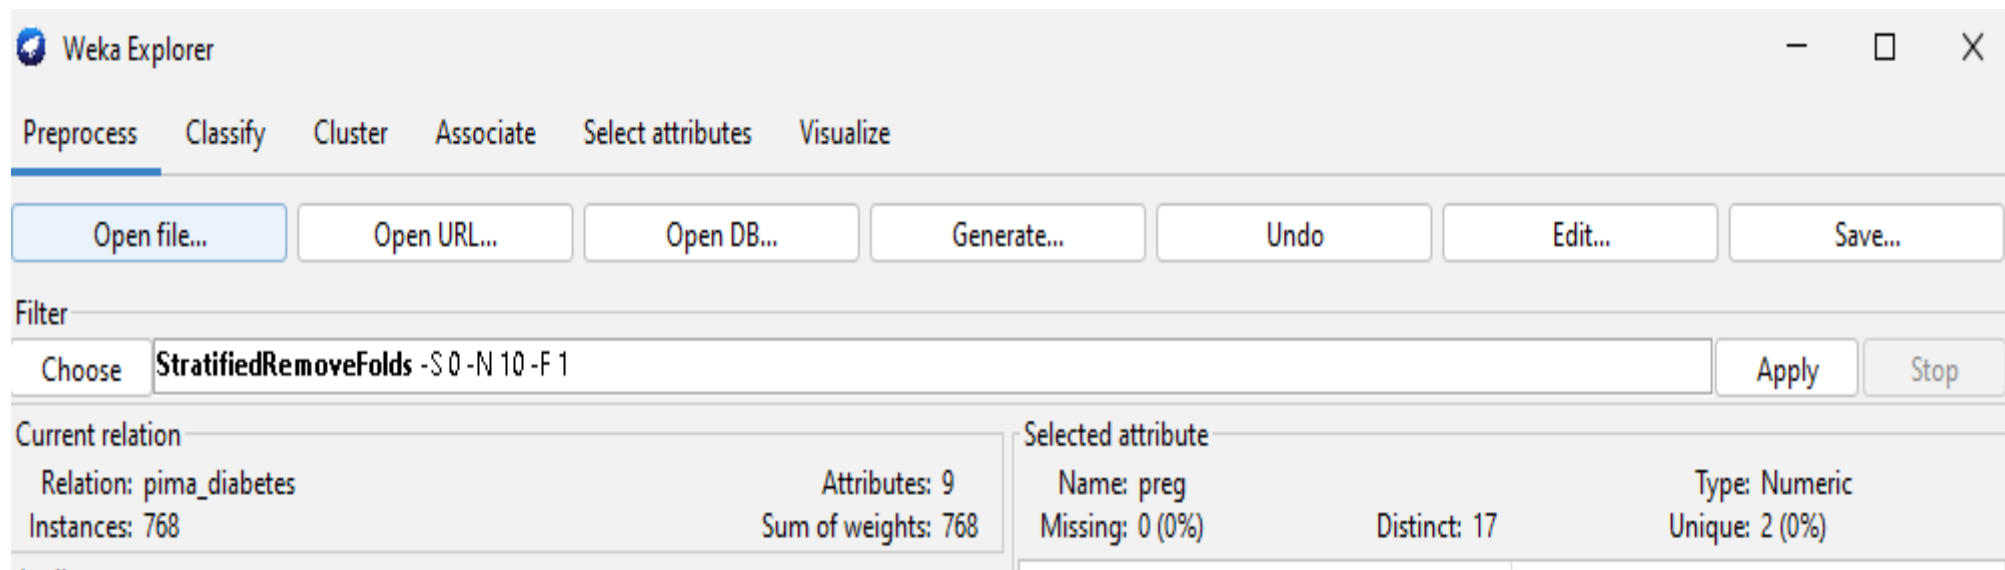 Weka Explorer
Preprocess Classify Cluster Associate Select attributes Visualize
Open file... Open URL... Open DB... Generate... Undo Edit... Save...
Filter
Choose StratifiedRemoveFolds -S 0 -N 10 -F 1 Apply Stop
Current relation Selected attribute
Relation: pima_diabetes Attributes: 9 Name: preg Type: Numeric
Instances: 768 Sum of weights: 768 Missing: 0 (0%) Distinct: 17 Unique: 2 (0%)